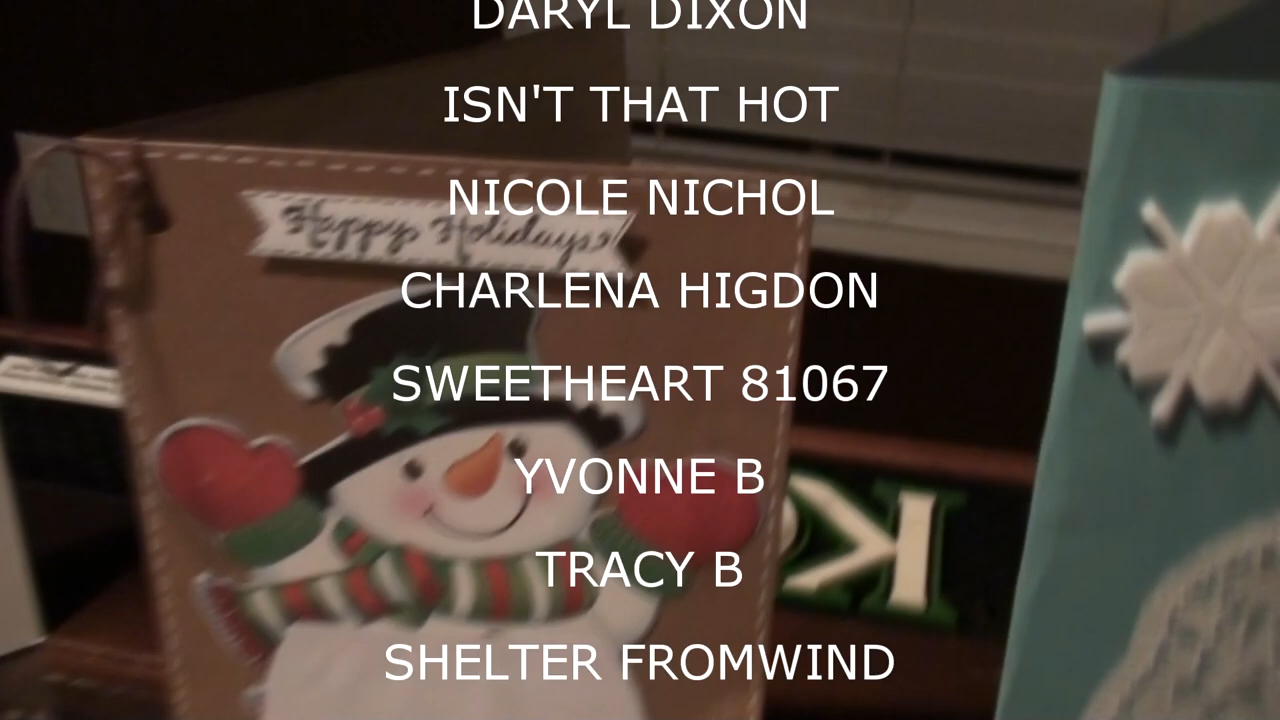 DARYL DIXON
ISN'T THAT HOT
NICOLE NICHOL
Happy Holidays
CHARLENA HIGDON
SWEETHEART 81067
YVONNE B
K
TRACY B
SHELTER FROMWIND